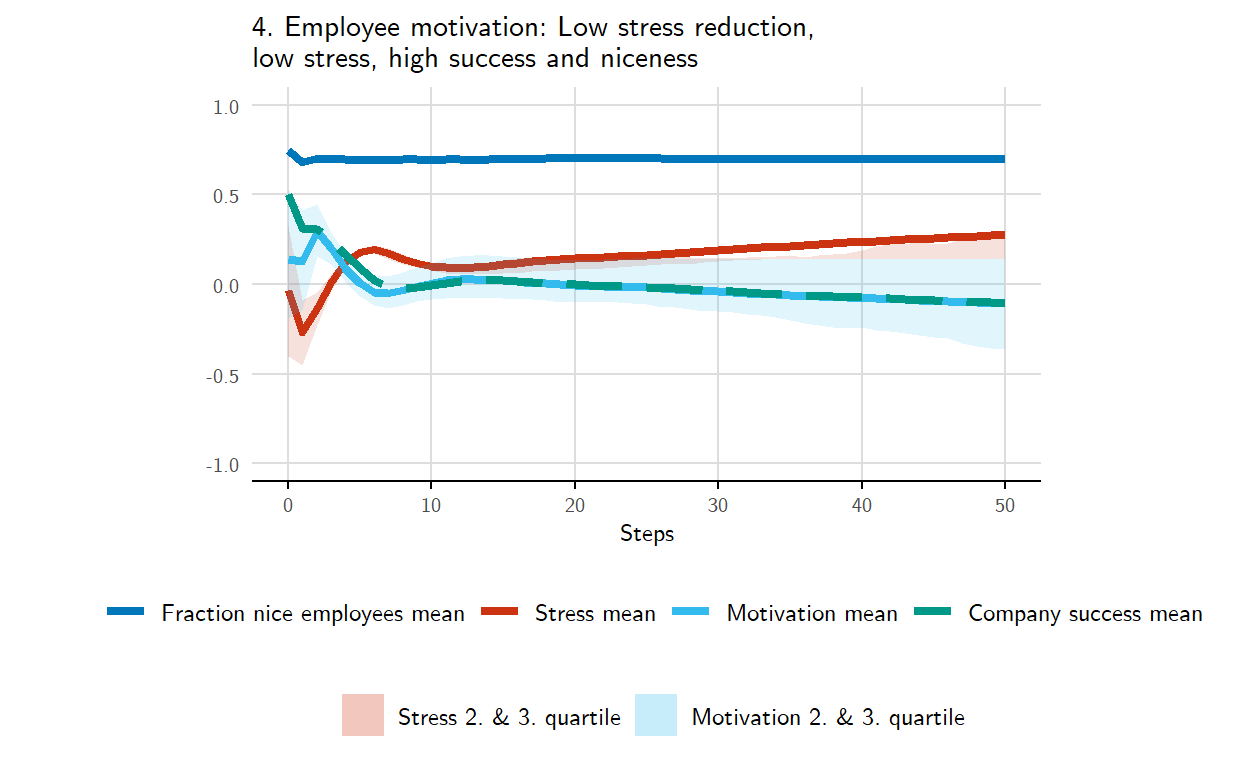 4. Employee motivation: Low stress reduction,
low stress, high success and niceness
1.0
0.5
0.0
-0.5
-1.0
0 10 20 30 40 50
Steps
Fraction nice employees mean Stress mean Motivation mean Company success mean
Stress 2. & 3. quartile Motivation 2. & 3. quartile